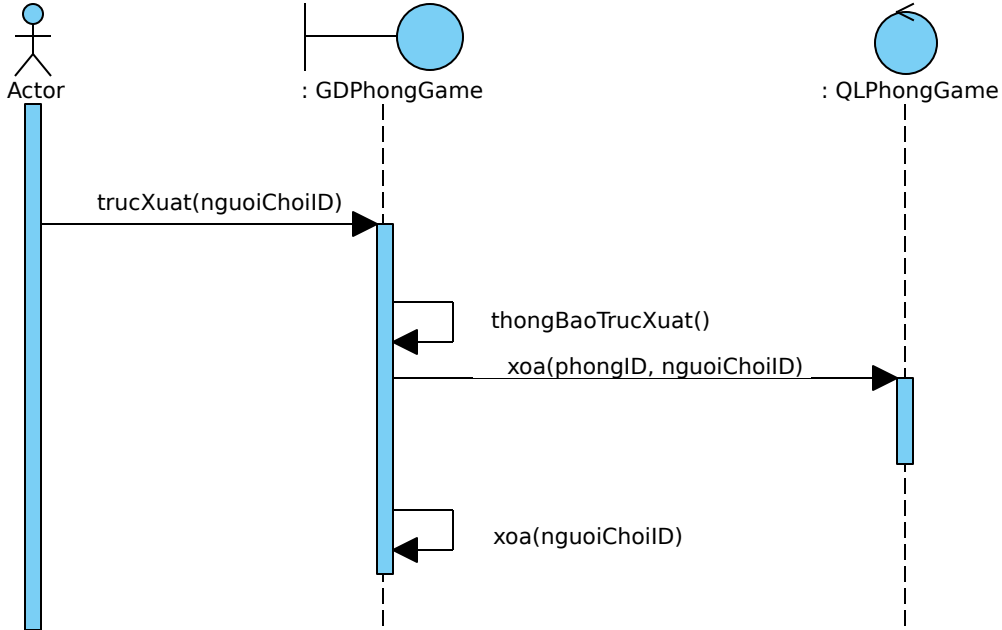 Actor
: GDPhongGame
: QLPhongGame
trucXuat(nguoiChoiID)
thongBaoTrucXuat()
xoa(phongID, nguoiChoiID)
xoa(nguoiChoiID)